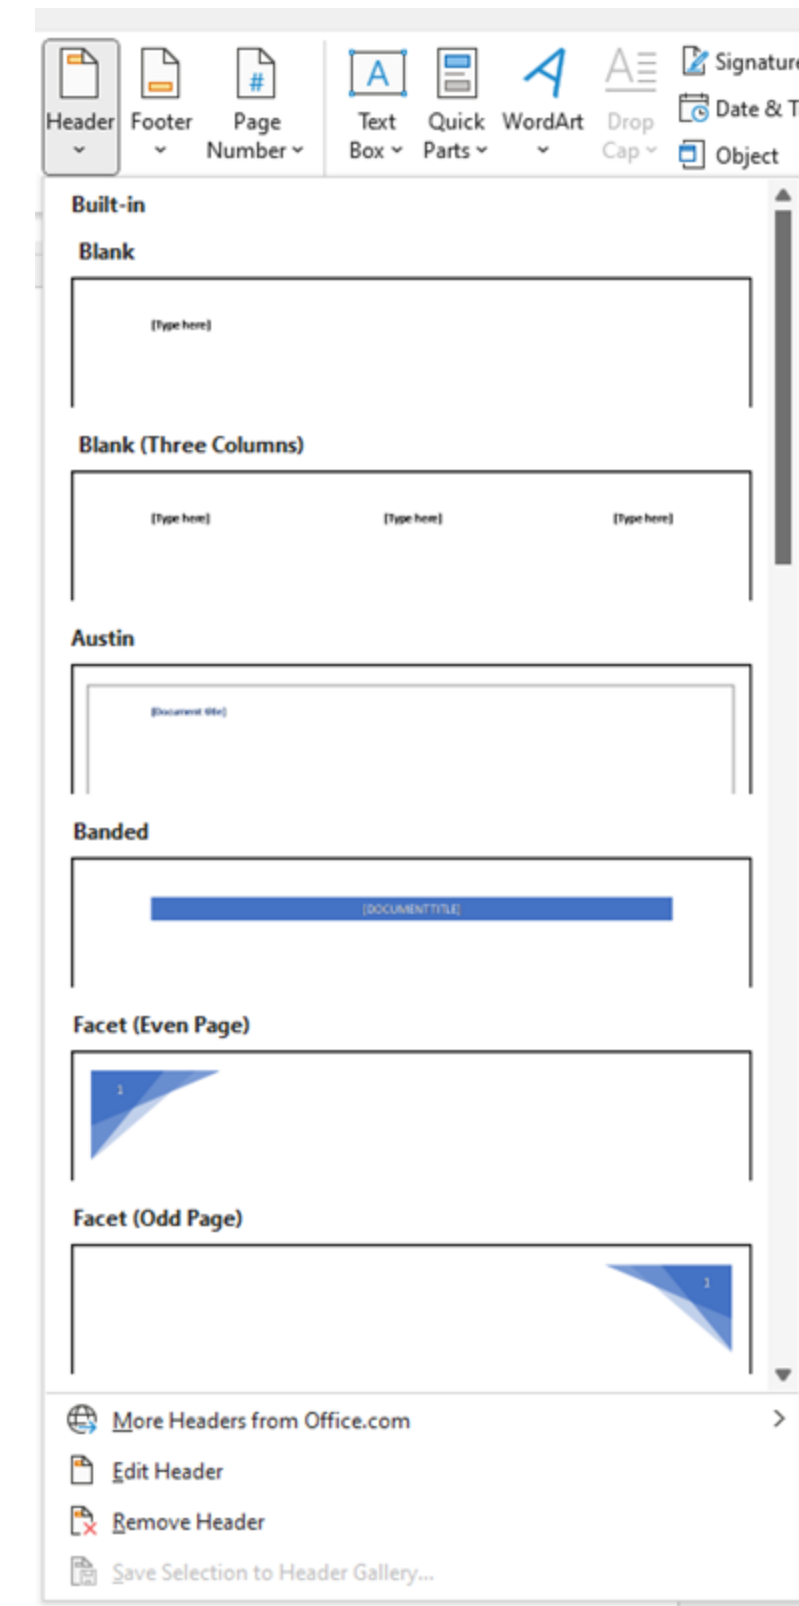 Header Footer Page Number Text Box Quick Parts WordArt Drop Cap
Signature
Date & T
Object
Built-in
Blank
[Type here]
Blank (Three Columns)
[Type here] [Type here] [Type here]
Austin
[Document title]
Banded
[DOCUMENT TITLE]
Facet (Even Page)
1
Facet (Odd Page)
1
More Headers from Office.com
Edit Header
Remove Header
Save Selection to Header Gallery...